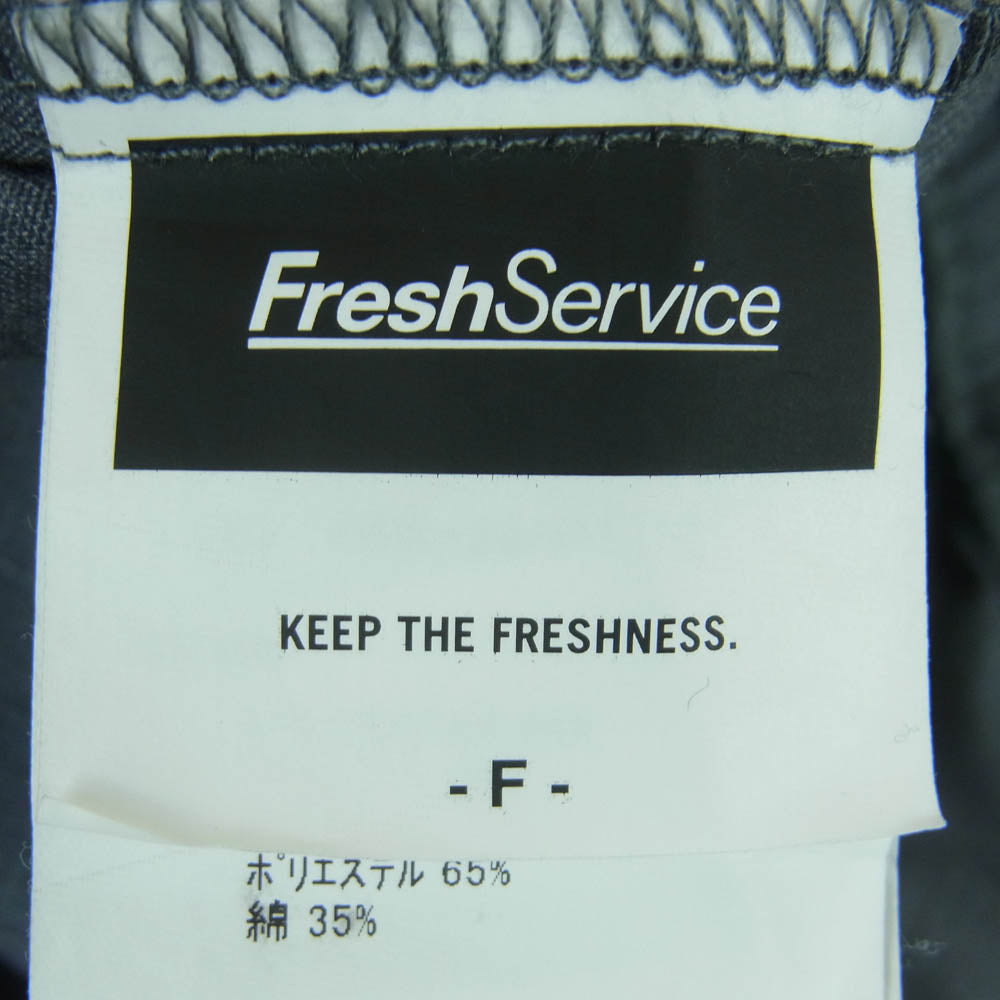 FreshService
KEEP THE FRESHNESS.
- F -
ポリエステル 65%
綿 35%